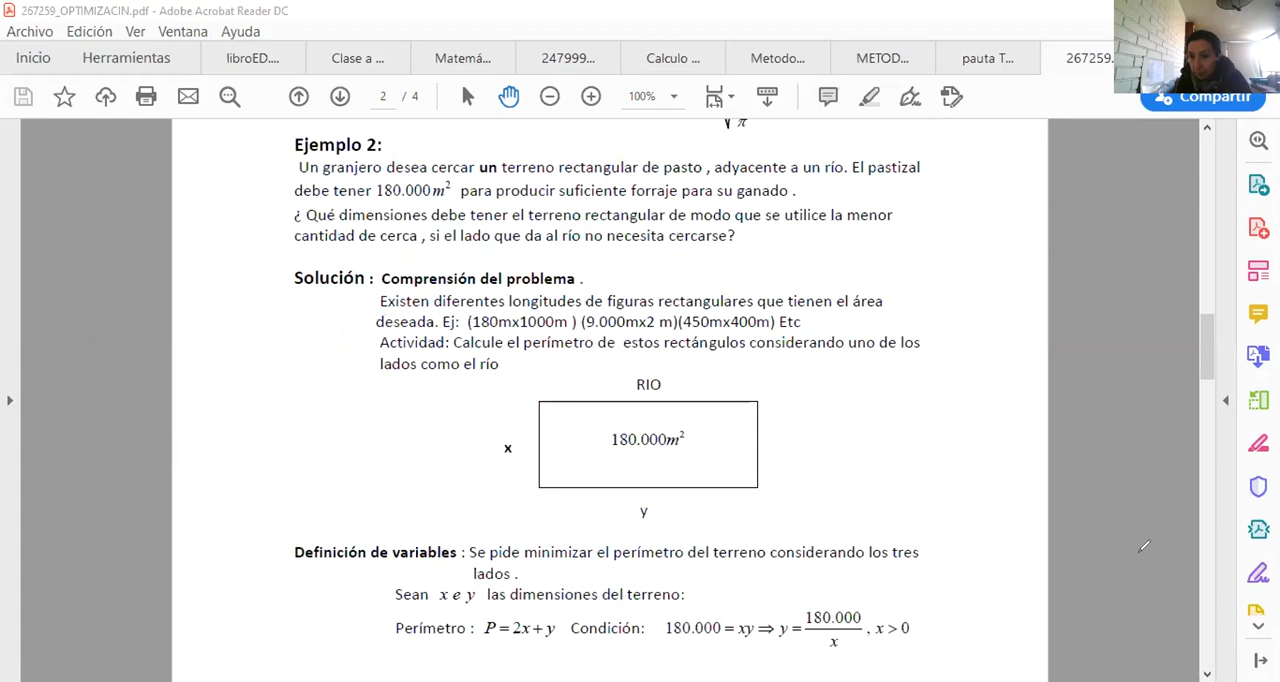 267259_OPTIMIZACIN.pdf - Adobe Acrobat Reader DC
Archivo Edición Ver Ventana Ayuda
Inicio Herramientas libroED.... Clase a ... Matemá... 247999... Calculo ... Metodo... METOD... pauta T... 267259.
2 / 4 100% Compartir
√π
Ejemplo 2:
Un granjero desea cercar un terreno rectangular de pasto , adyacente a un río. El pastizal
debe tener 180.000m² para producir suficiente forraje para su ganado .
¿ Qué dimensiones debe tener el terreno rectangular de modo que se utilice la menor
cantidad de cerca , si el lado que da al río no necesita cercarse?
Solución : Comprensión del problema .
Existen diferentes longitudes de figuras rectangulares que tienen el área
deseada. Ej: (180mx1000m ) (9.000mx2 m)(450mx400m) Etc
Actividad: Calcule el perímetro de estos rectángulos considerando uno de los
lados como el río
RIO
180.000m²
x
y
Definición de variables : Se pide minimizar el perímetro del terreno considerando los tres
lados .
Sean x e y las dimensiones del terreno:
Perímetro : P = 2x + y Condición: 180.000 = xy ⇒ y = 180.000/x , x > 0